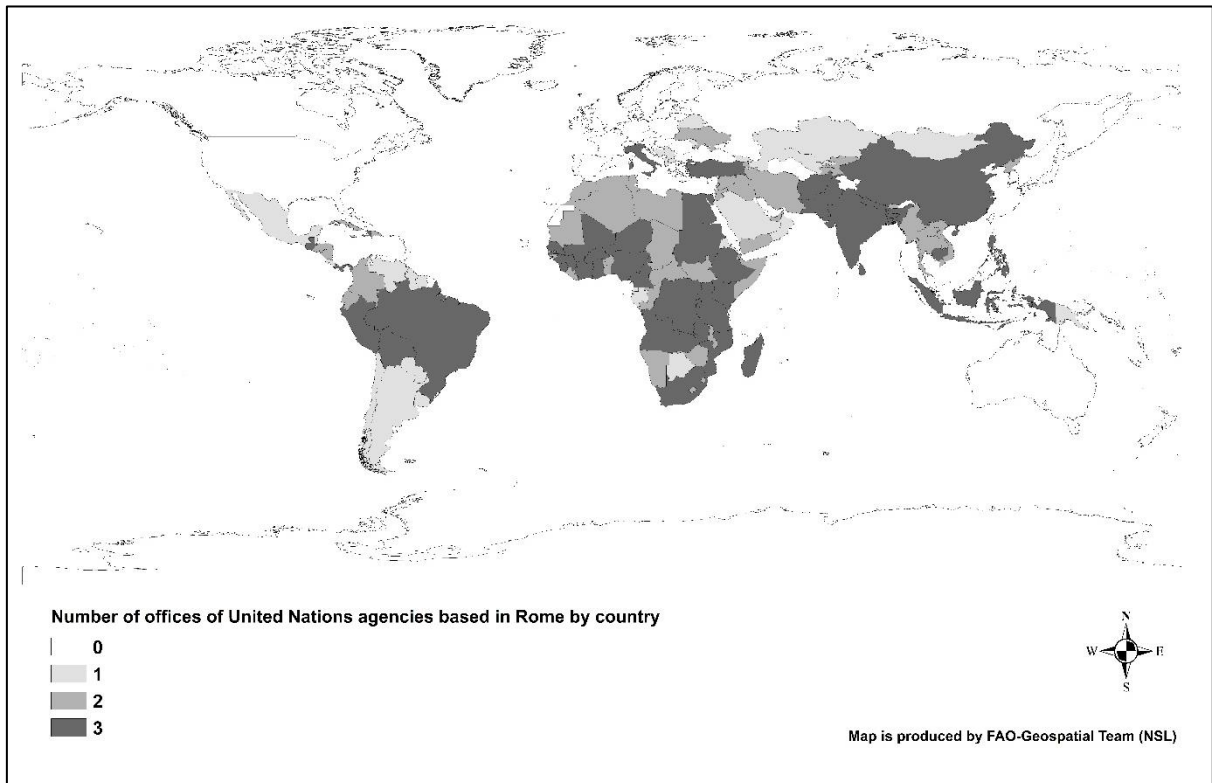 Number of offices of United Nations agencies based in Rome by country
0
1
2
3
N
W E
S
Map is produced by FAO-Geospatial Team (NSL)